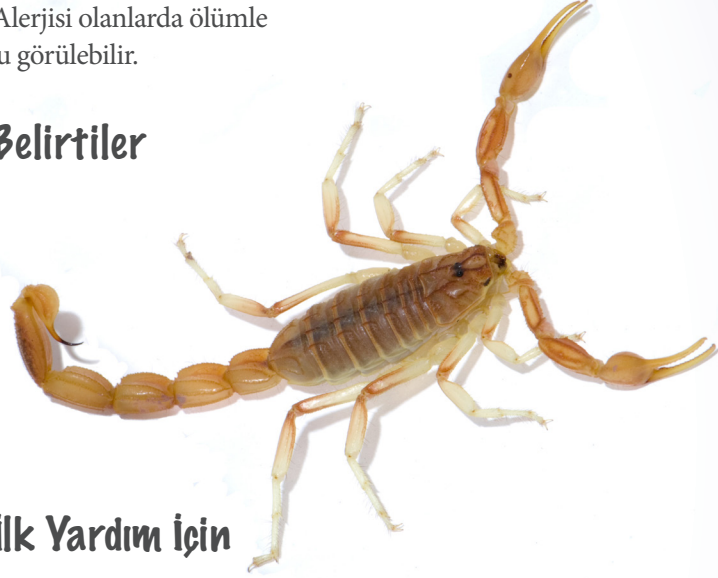 Alerjisi olanlarda ölümle
u görülebilir.
Belirtiler
İlk Yardım İçin